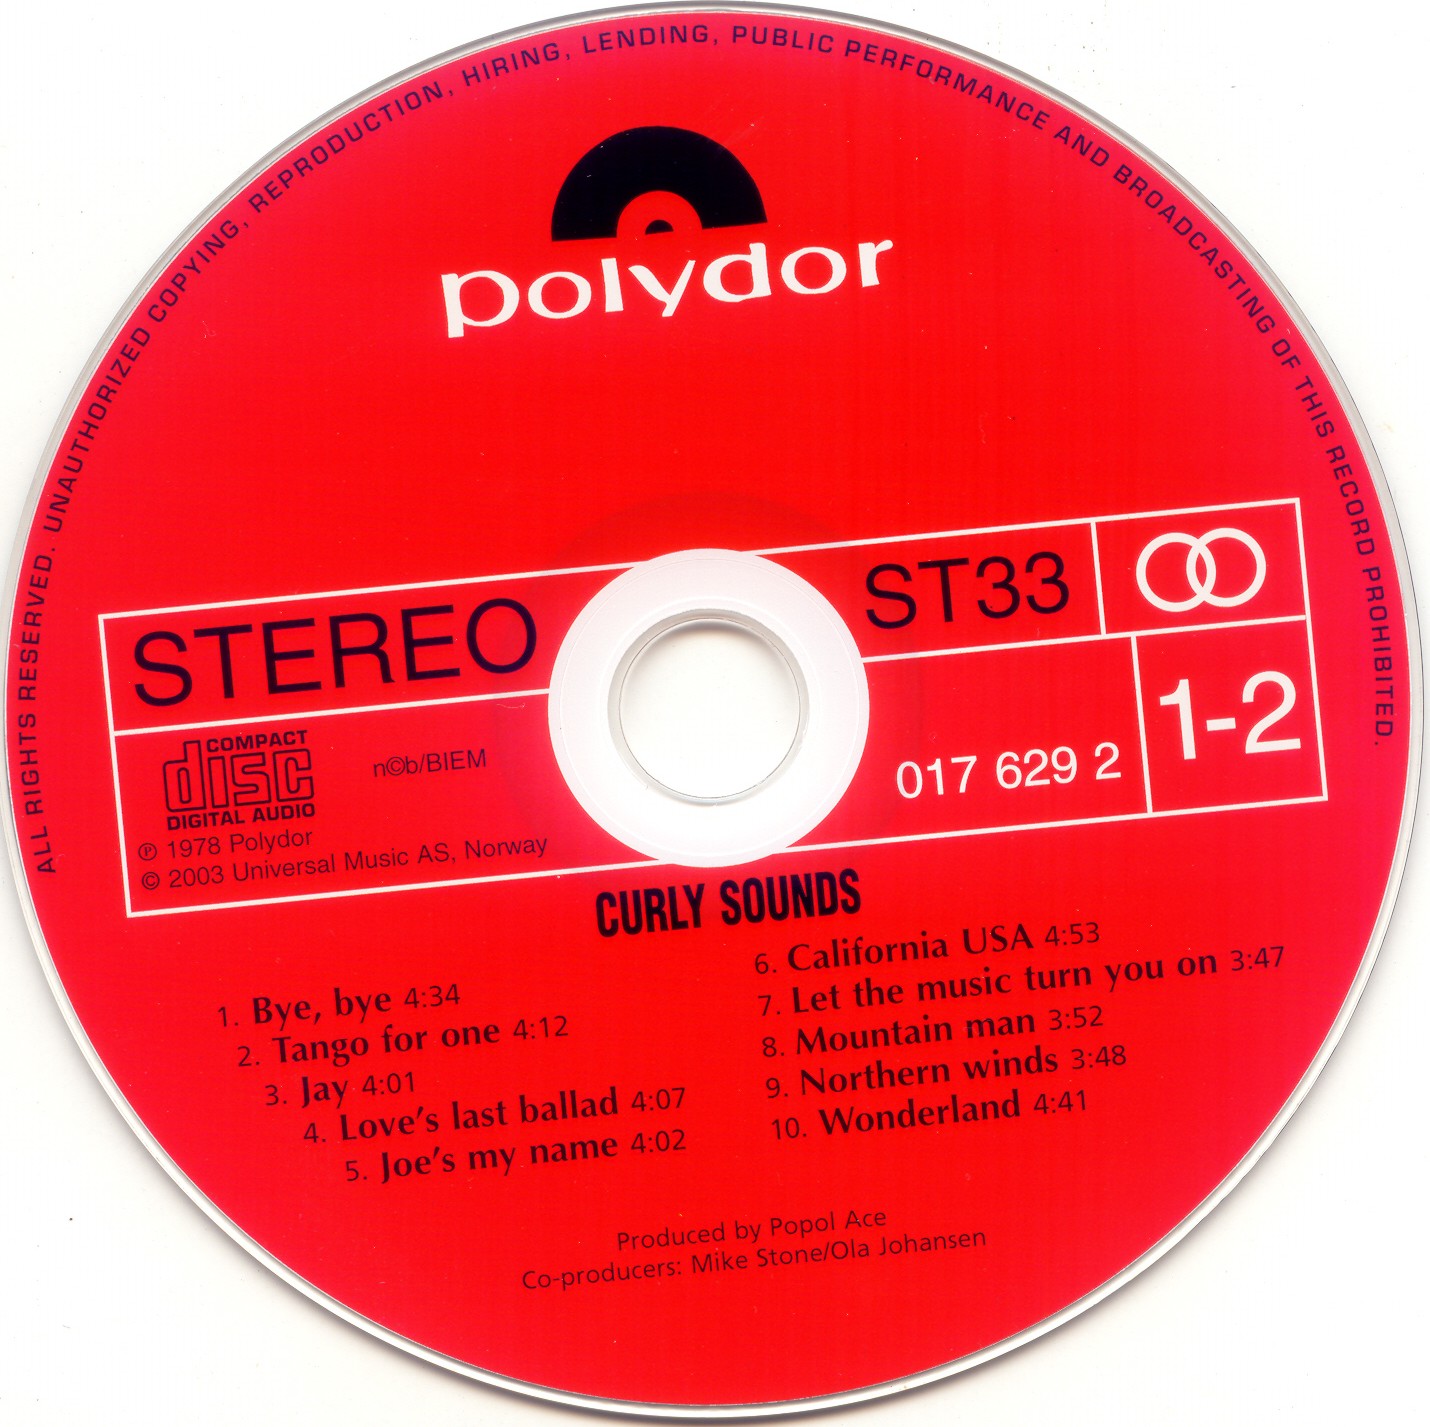 ALL RIGHTS RESERVED. UNAUTHORIZED COPYING, REPRODUCTION, HIRING, LENDING, PUBLIC PERFORMANCE AND BROADCASTING OF THIS RECORD PROHIBITED.
polydor
STEREO
ST33
COMPACT
disc
DIGITAL AUDIO
n©b/BIEM
017 629 2
1-2
℗ 1978 Polydor
© 2003 Universal Music AS, Norway
CURLY SOUNDS
1. Bye, bye 4:34
2. Tango for one 4:12
3. Jay 4:01
4. Love's last ballad 4:07
5. Joe's my name 4:02
6. California USA 4:53
7. Let the music turn you on 3:47
8. Mountain man 3:52
9. Northern winds 3:48
10. Wonderland 4:41
Produced by Popol Ace
Co-producers: Mike Stone/Ola Johansen